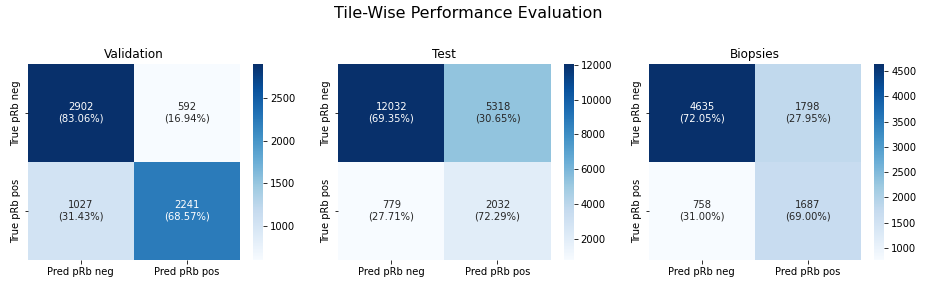 Tile-Wise Performance Evaluation
Validation
True pRb neg
True pRb pos
2902
(83.06%)
592
(16.94%)
1027
(31.43%)
2241
(68.57%)
Pred pRb neg
Pred pRb pos
2500
2000
1500
1000
Test
True pRb neg
True pRb pos
12032
(69.35%)
5318
(30.65%)
779
(27.71%)
2032
(72.29%)
Pred pRb neg
Pred pRb pos
12000
10000
8000
6000
4000
2000
Biopsies
True pRb neg
True pRb pos
4635
(72.05%)
1798
(27.95%)
758
(31.00%)
1687
(69.00%)
Pred pRb neg
Pred pRb pos
4500
4000
3500
3000
2500
2000
1500
1000